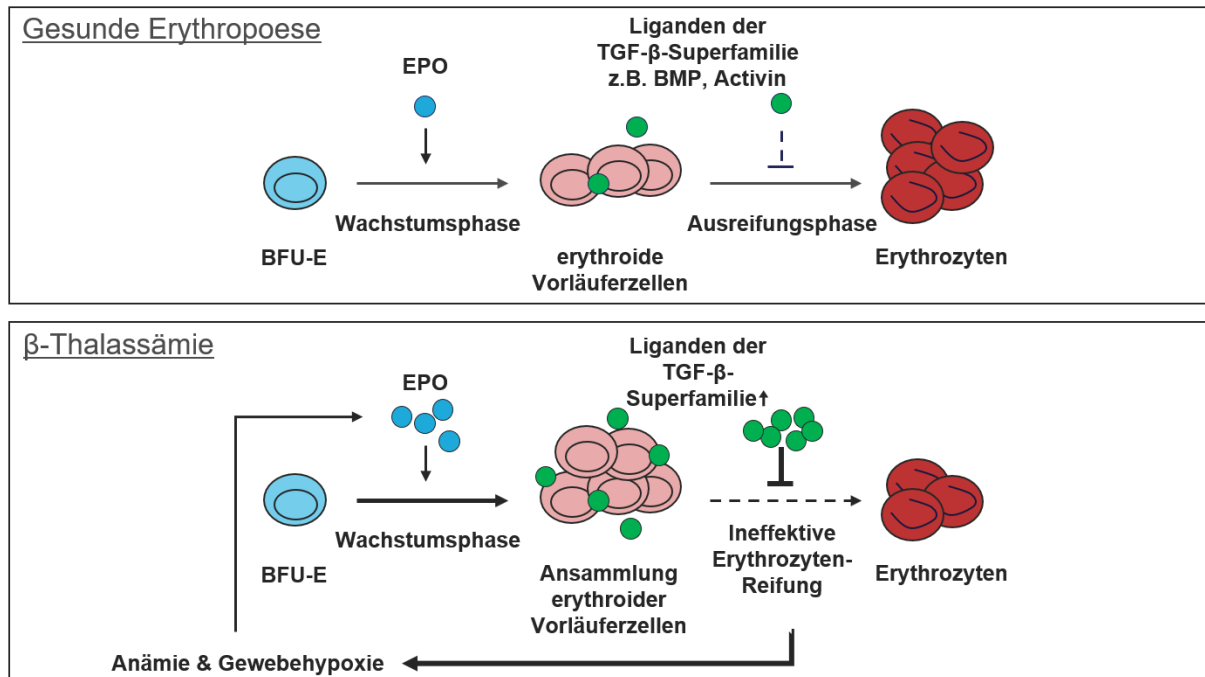 Gesunde Erythropoese
Liganden der
TGF-β-Superfamilie
z.B. BMP, Activin
EPO
Wachstumsphase
Ausreifungsphase
BFU-E
erythroide
Vorläuferzellen
Erythrozyten
β-Thalassämie
Liganden der
TGF-β-
Superfamilie↑
EPO
Wachstumsphase
Ineffektive
Erythrozyten-
Reifung
BFU-E
Ansammlung
erythroider
Vorläuferzellen
Erythrozyten
Anämie & Gewebehypoxie